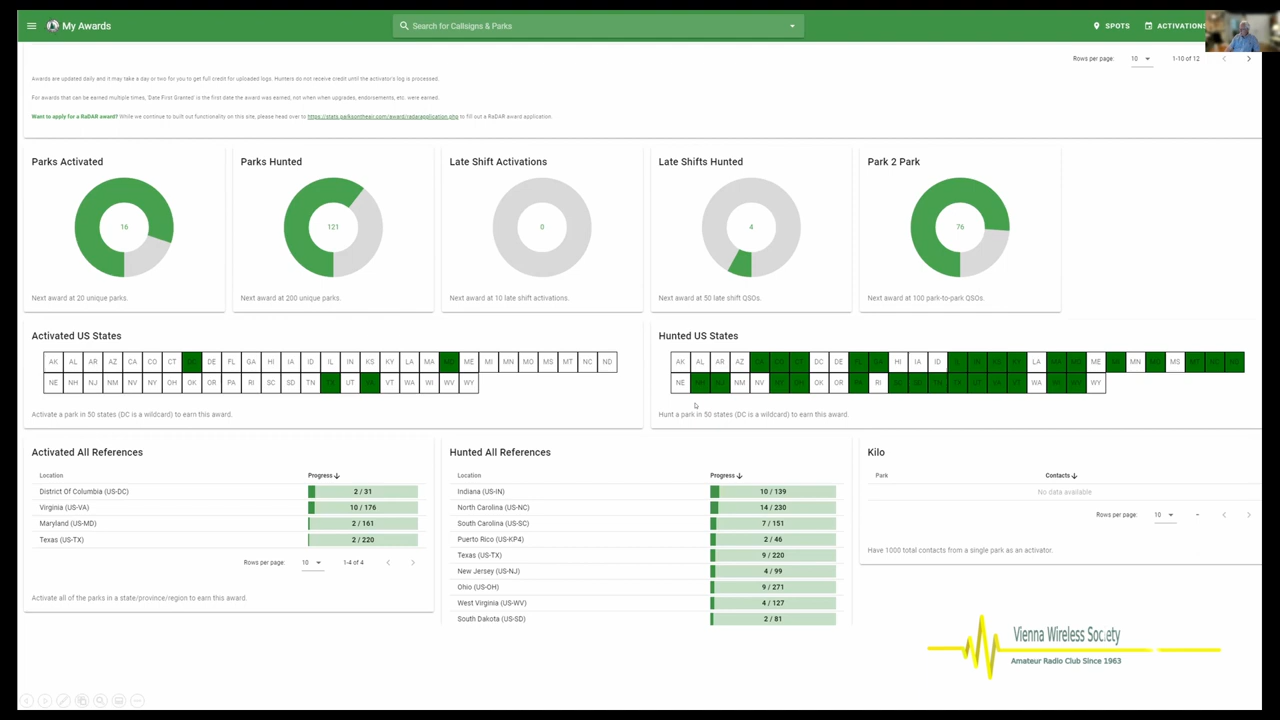 My Awards
Search for Callsigns & Parks
SPOTS
ACTIVATIONS
Rows per page: 10 1-10 of 12
Awards are updated daily and it may take a day or two for you to get full credit for uploaded logs. Hunters do not receive credit until the activator's log is processed.
For awards that can be earned multiple times, 'Date First Granted' is the first date the award was earned, not when when upgrades, endorsements, etc. were earned.
Want to apply for a RaDAR award? While we continue to built out functionality on this site, please head over to https://stats.parksontheair.com/award/radarapplication.php to fill out a RaDAR award application.
Parks Activated
16
Next award at 20 unique parks.
Parks Hunted
121
Next award at 200 unique parks.
Late Shift Activations
0
Next award at 10 late shift activations.
Late Shifts Hunted
4
Next award at 50 late shift QSOs.
Park 2 Park
76
Next award at 100 park-to-park QSOs.
Activated US States
AK AL AR AZ CA CO CT DE FL GA HI IA ID IL IN KS KY LA MA ME MI MN MO MS MT NC ND
NE NH NJ NM NV NY OH OK OR PA RI SC SD TN UT VT WA WI WV WY
Activate a park in 50 states (DC is a wildcard) to earn this award.
Hunted US States
AK AL AR AZ DC DE HI IA ID LA ME MN MS
NE NM NV OK OR RI WA WY
Hunt a park in 50 states (DC is a wildcard) to earn this award.
Activated All References
Location Progress
District Of Columbia (US-DC) 2 / 31
Virginia (US-VA) 10 / 176
Maryland (US-MD) 2 / 161
Texas (US-TX) 2 / 220
Rows per page: 10 1-4 of 4
Activate all of the parks in a state/province/region to earn this award.
Hunted All References
Location Progress
Indiana (US-IN) 10 / 139
North Carolina (US-NC) 14 / 230
South Carolina (US-SC) 7 / 151
Puerto Rico (US-KP4) 2 / 46
Texas (US-TX) 9 / 220
New Jersey (US-NJ) 4 / 99
Ohio (US-OH) 9 / 271
West Virginia (US-WV) 4 / 127
South Dakota (US-SD) 2 / 81
Kilo
Park Contacts
No data available
Rows per page: 10 -
Have 1000 total contacts from a single park as an activator.
Vienna Wireless Society
Amateur Radio Club Since 1963